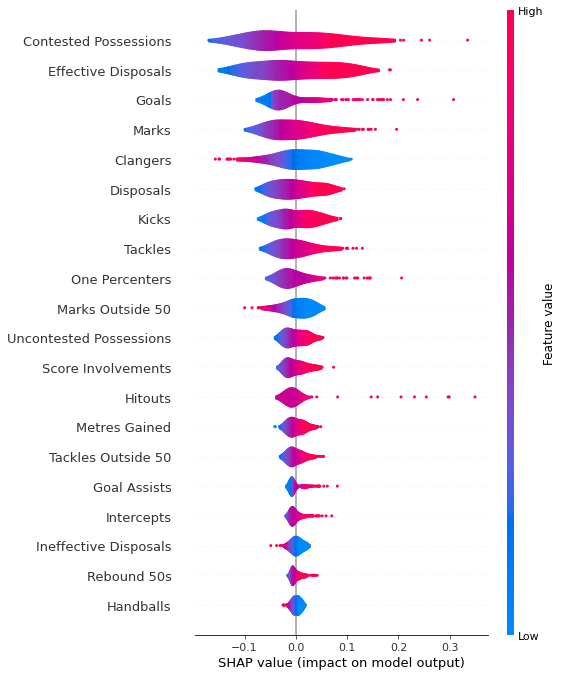 High
Contested Possessions
Effective Disposals
Goals
Marks
Clangers
Disposals
Kicks
Tackles
One Percenters
Marks Outside 50
Uncontested Possessions
Score Involvements
Hitouts
Metres Gained
Tackles Outside 50
Goal Assists
Intercepts
Ineffective Disposals
Rebound 50s
Handballs
Feature value
Low
−0.1 0.0 0.1 0.2 0.3
SHAP value (impact on model output)